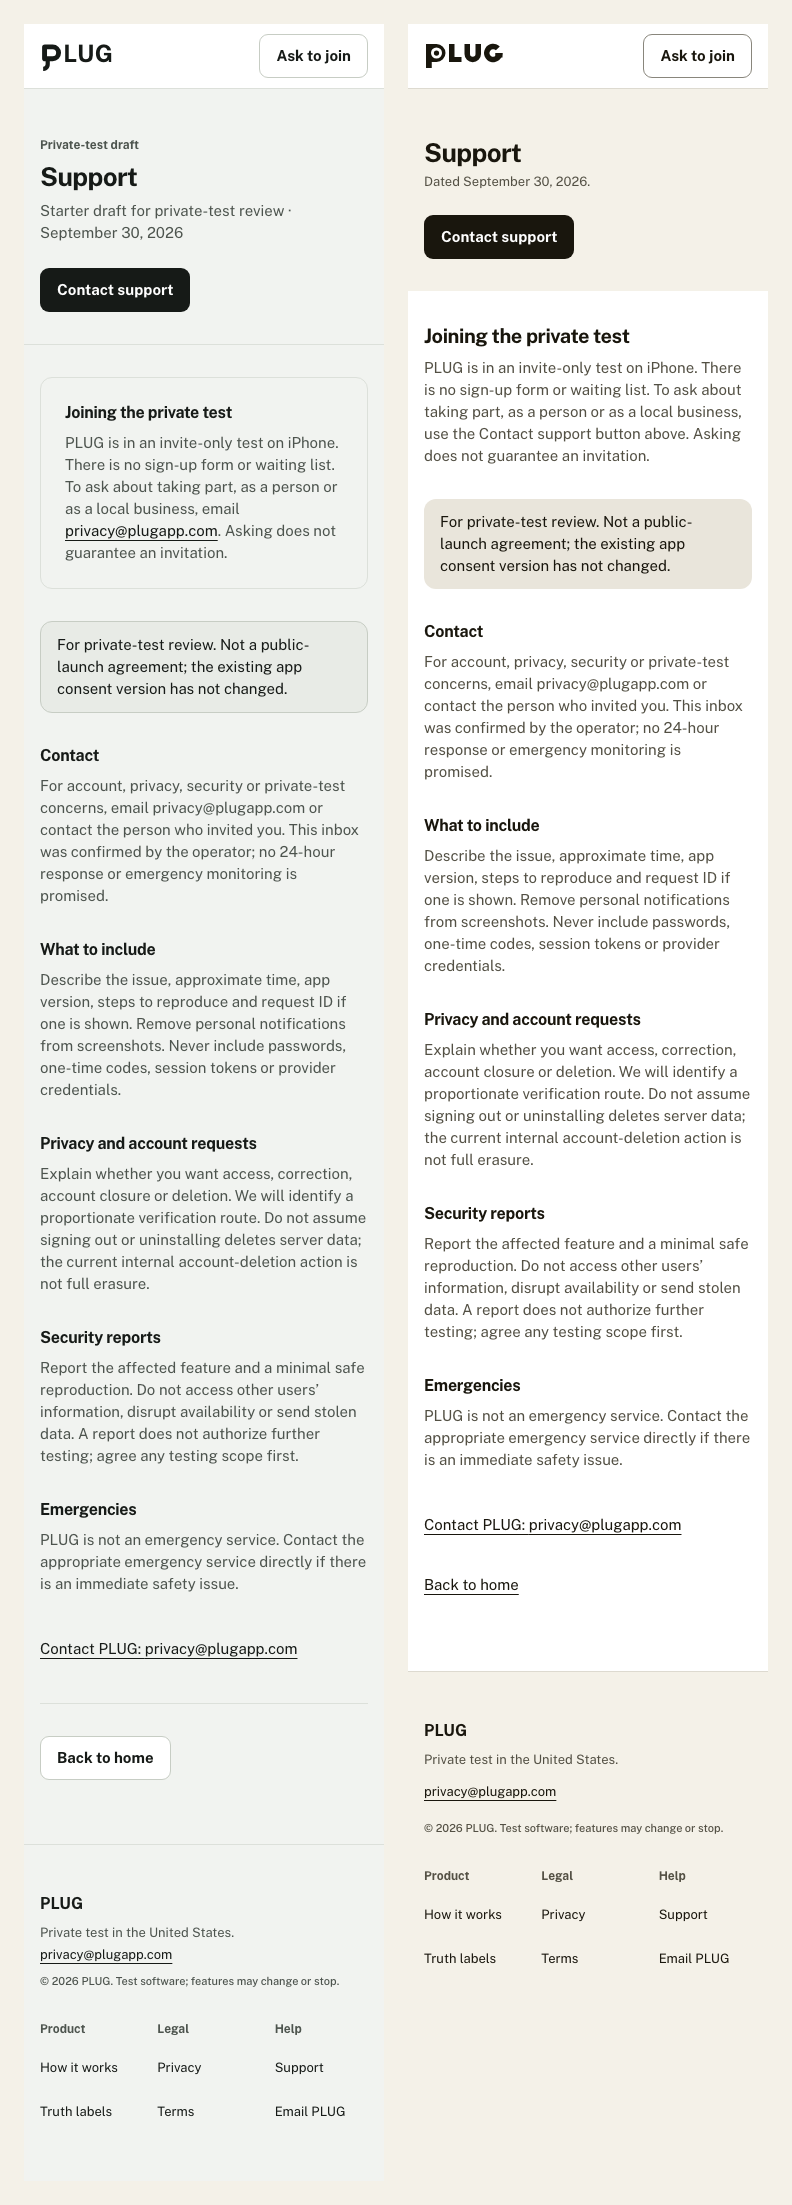 PLUG
Ask to join
Private-test draft
Support
Starter draft for private-test review ·
September 30, 2026
Contact support
Joining the private test
PLUG is in an invite-only test on iPhone.
There is no sign-up form or waiting list.
To ask about taking part, as a person or
as a local business, email
privacy@plugapp.com. Asking does not
guarantee an invitation.
For private-test review. Not a public-
launch agreement; the existing app
consent version has not changed.
Contact
For account, privacy, security or private-test
concerns, email privacy@plugapp.com or
contact the person who invited you. This inbox
was confirmed by the operator; no 24-hour
response or emergency monitoring is
promised.
What to include
Describe the issue, approximate time, app
version, steps to reproduce and request ID if
one is shown. Remove personal notifications
from screenshots. Never include passwords,
one-time codes, session tokens or provider
credentials.
Privacy and account requests
Explain whether you want access, correction,
account closure or deletion. We will identify a
proportionate verification route. Do not assume
signing out or uninstalling deletes server data;
the current internal account-deletion action is
not full erasure.
Security reports
Report the affected feature and a minimal safe
reproduction. Do not access other users’
information, disrupt availability or send stolen
data. A report does not authorize further
testing; agree any testing scope first.
Emergencies
PLUG is not an emergency service. Contact the
appropriate emergency service directly if there
is an immediate safety issue.
Contact PLUG: privacy@plugapp.com
Back to home
PLUG
Private test in the United States.
privacy@plugapp.com
© 2026 PLUG. Test software; features may change or stop.
Product Legal Help
How it works Privacy Support
Truth labels Terms Email PLUG
PLUG
Ask to join
Support
Dated September 30, 2026.
Contact support
Joining the private test
PLUG is in an invite-only test on iPhone. There
is no sign-up form or waiting list. To ask about
taking part, as a person or as a local business,
use the Contact support button above. Asking
does not guarantee an invitation.
For private-test review. Not a public-
launch agreement; the existing app
consent version has not changed.
Contact
For account, privacy, security or private-test
concerns, email privacy@plugapp.com or
contact the person who invited you. This inbox
was confirmed by the operator; no 24-hour
response or emergency monitoring is
promised.
What to include
Describe the issue, approximate time, app
version, steps to reproduce and request ID if
one is shown. Remove personal notifications
from screenshots. Never include passwords,
one-time codes, session tokens or provider
credentials.
Privacy and account requests
Explain whether you want access, correction,
account closure or deletion. We will identify a
proportionate verification route. Do not assume
signing out or uninstalling deletes server data;
the current internal account-deletion action is
not full erasure.
Security reports
Report the affected feature and a minimal safe
reproduction. Do not access other users’
information, disrupt availability or send stolen
data. A report does not authorize further
testing; agree any testing scope first.
Emergencies
PLUG is not an emergency service. Contact the
appropriate emergency service directly if there
is an immediate safety issue.
Contact PLUG: privacy@plugapp.com
Back to home
PLUG
Private test in the United States.
privacy@plugapp.com
© 2026 PLUG. Test software; features may change or stop.
Product Legal Help
How it works Privacy Support
Truth labels Terms Email PLUG